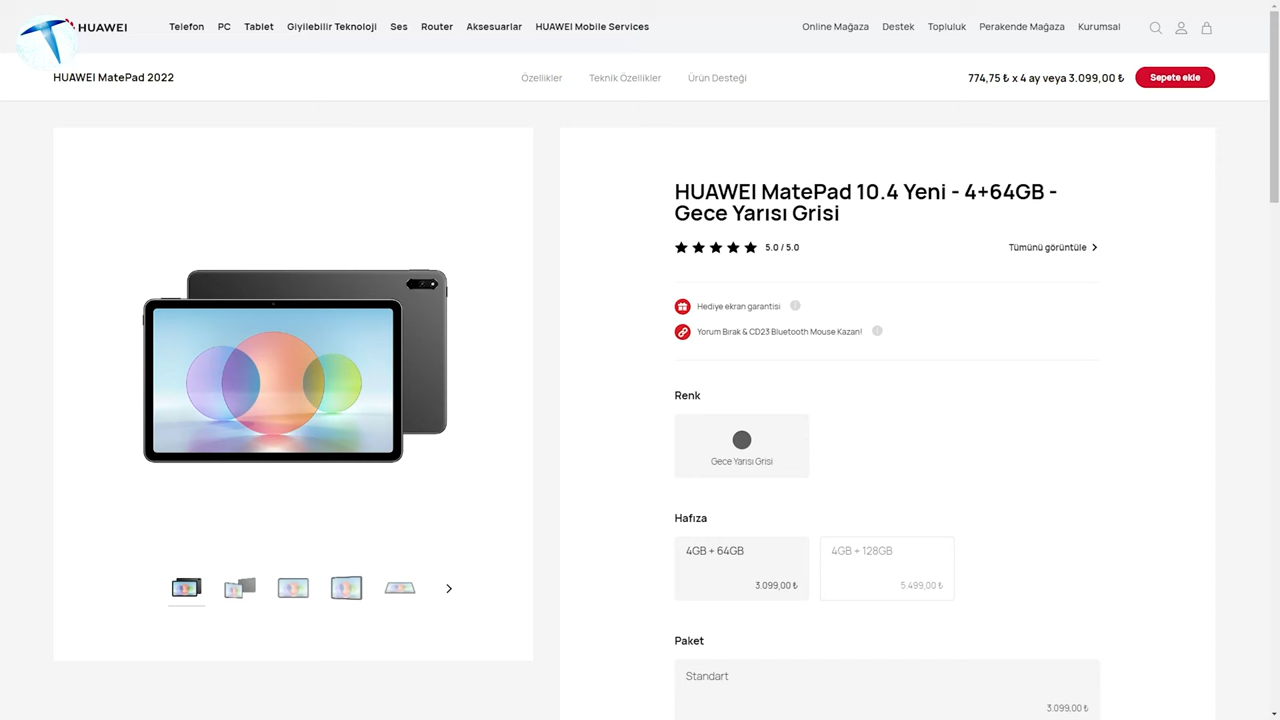 HUAWEI
Telefon PC Tablet Giyilebilir Teknoloji Ses Router Aksesuarlar HUAWEI Mobile Services Online Mağaza Destek Topluluk Perakende Mağaza Kurumsal
HUAWEI MatePad 2022 Özellikler Teknik Özellikler Ürün Desteği 774,75 ₺ x 4 ay veya 3.099,00 ₺ Sepete ekle
HUAWEI MatePad 10.4 Yeni - 4+64GB -
Gece Yarısı Grisi
5.0 / 5.0 Tümünü görüntüle
Hediye ekran garantisi
Yorum Bırak & CD23 Bluetooth Mouse Kazan!
Renk
Gece Yarısı Grisi
Hafıza
4GB + 64GB 4GB + 128GB
3.099,00 ₺ 5.499,00 ₺
Paket
Standart
3.099,00 ₺